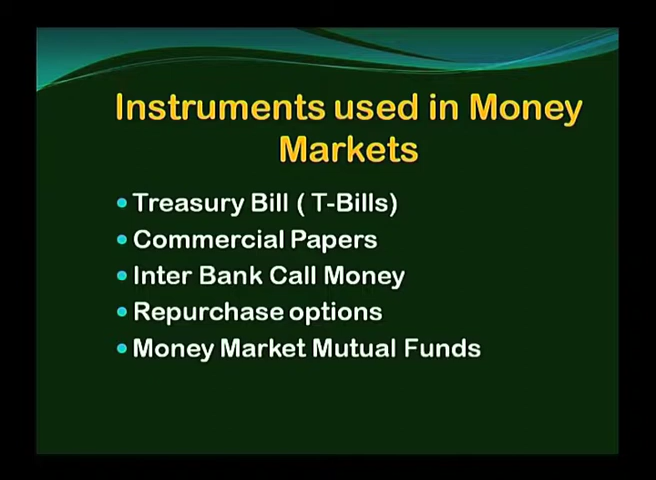 Instruments used in Money
Markets
• Treasury Bill ( T-Bills)
• Commercial Papers
• Inter Bank Call Money
• Repurchase options
• Money Market Mutual Funds